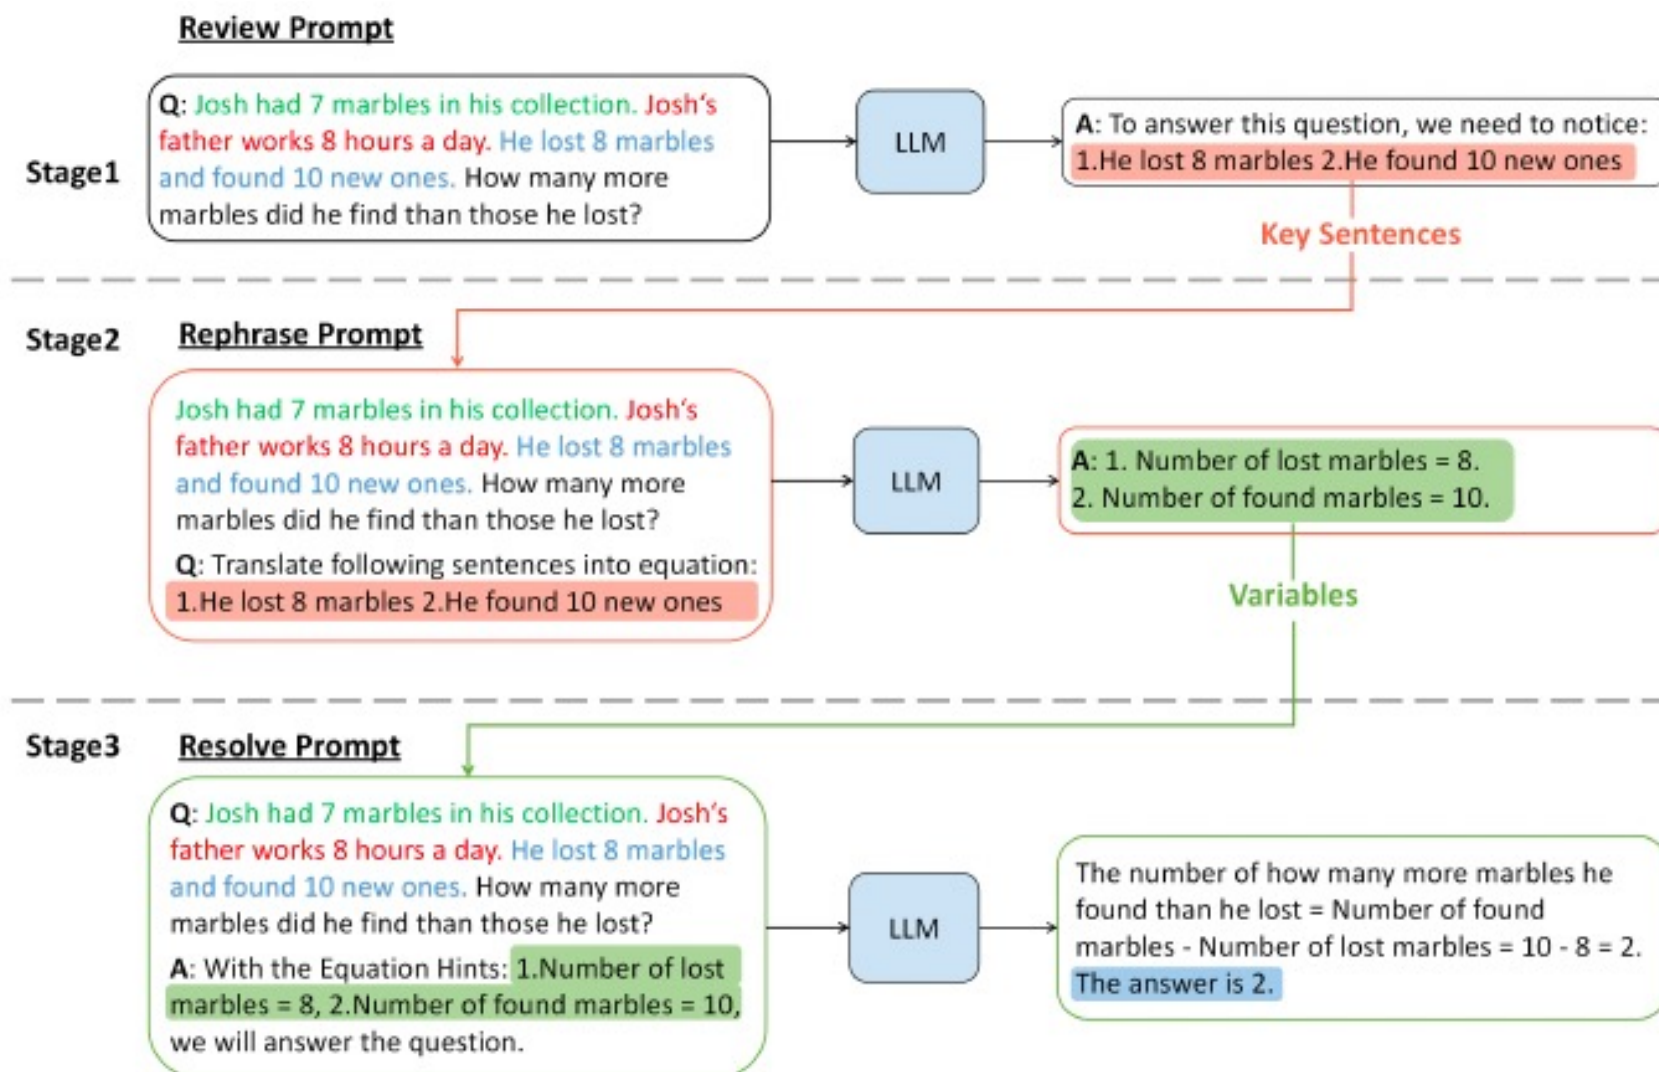 Review Prompt
Stage1
Q: Josh had 7 marbles in his collection. Josh‘s
father works 8 hours a day. He lost 8 marbles
and found 10 new ones. How many more
marbles did he find than those he lost?
LLM
A: To answer this question, we need to notice:
1.He lost 8 marbles 2.He found 10 new ones
Key Sentences
Stage2
Rephrase Prompt
Josh had 7 marbles in his collection. Josh‘s
father works 8 hours a day. He lost 8 marbles
and found 10 new ones. How many more
marbles did he find than those he lost?
Q: Translate following sentences into equation:
1.He lost 8 marbles 2.He found 10 new ones
LLM
A: 1. Number of lost marbles = 8.
2. Number of found marbles = 10.
Variables
Stage3
Resolve Prompt
Q: Josh had 7 marbles in his collection. Josh‘s
father works 8 hours a day. He lost 8 marbles
and found 10 new ones. How many more
marbles did he find than those he lost?
A: With the Equation Hints: 1.Number of lost
marbles = 8, 2.Number of found marbles = 10,
we will answer the question.
LLM
The number of how many more marbles he
found than he lost = Number of found
marbles - Number of lost marbles = 10 - 8 = 2.
The answer is 2.